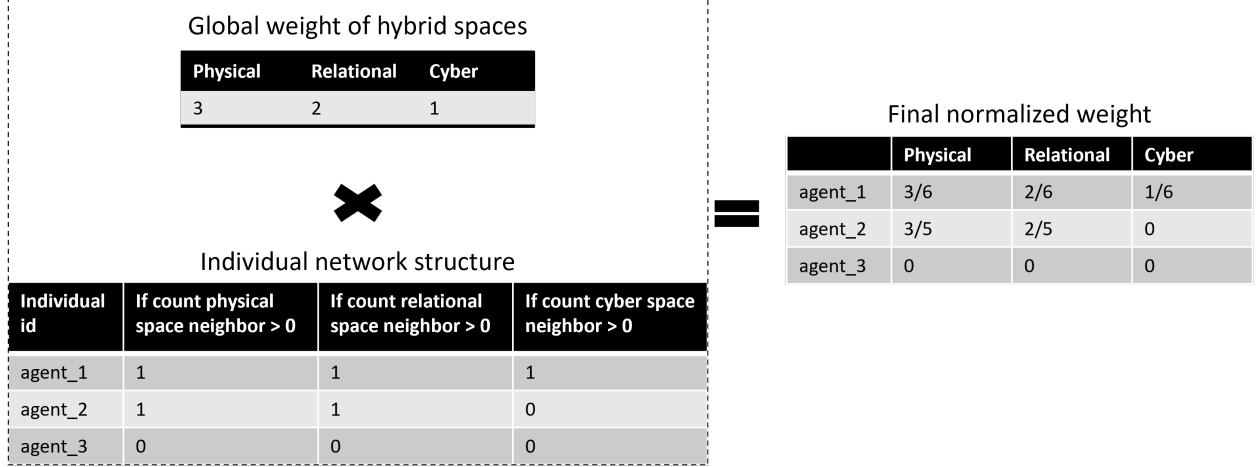 Global weight of hybrid spaces
Physical Relational Cyber
3 2 1
Individual network structure
Individual id If count physical space neighbor > 0 If count relational space neighbor > 0 If count cyber space neighbor > 0
agent_1 1 1 1
agent_2 1 1 0
agent_3 0 0 0
Final normalized weight
Physical Relational Cyber
agent_1 3/6 2/6 1/6
agent_2 3/5 2/5 0
agent_3 0 0 0